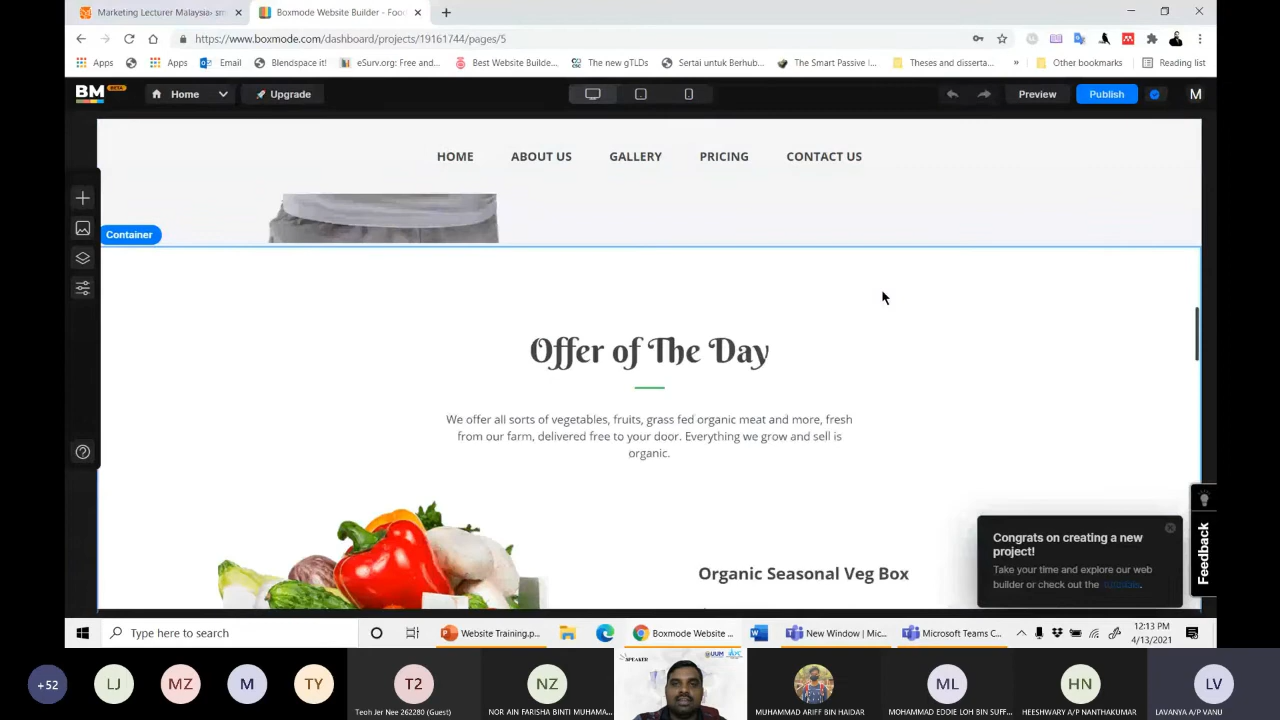 Marketing Lecturer Malaysia- sm
Boxmode Website Builder - Foo
https://www.boxmode.com/dashboard/projects/19161744/pages/5
Apps
Apps
Email
Blendspace it!
eSurv.org: Free and...
Best Website Builde...
The new gTLDs
Sertai untuk Berhub...
The Smart Passive I...
Theses and disserta...
»
Other bookmarks
Reading list
BM BETA
Home
Upgrade
Preview
Publish
M
HOME
ABOUT US
GALLERY
PRICING
CONTACT US
Container
Offer of The Day
We offer all sorts of vegetables, fruits, grass fed organic meat and more, fresh
from our farm, delivered free to your door. Everything we grow and sell is
organic.
Organic Seasonal Veg Box
Congrats on creating a new
project!
Take your time and explore our web
builder or check out the tutorials.
Feedback
Type here to search
Website Training.p...
Boxmode Website ...
New Window | Mic...
Microsoft Teams C...
12:13 PM
4/13/2021
+52
LJ
MZ
M
TY
T2
Teoh Jer Nee 262280 (Guest)
NZ
NOR AIN FARISHA BINTI MUHAMA...
SPEAKER
UUM
MUHAMMAD ARIFF BIN HAIDAR
ML
MOHAMMAD EDDIE LOH BIN SUFF...
HN
HEESHWARY A/P NANTHAKUMAR
LV
LAVANYA A/P VANU